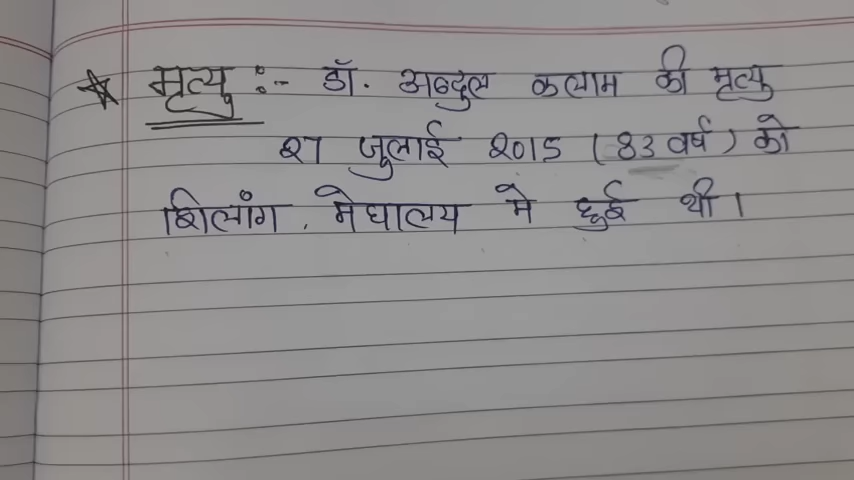 ★ मृत्यु :- डॉ. अब्दुल कलाम की मृत्यु
27 जुलाई 2015 (83 वर्ष) को
शिलांग, मेघालय मे हुई थी।